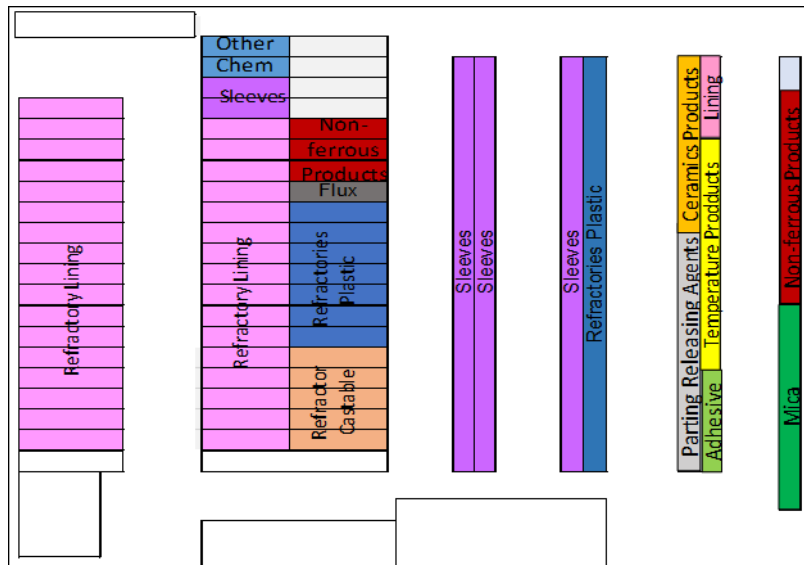 Other
Chem
Sleeves
Non-
ferrous
Products
Flux
Refractory Lining
Refractory Lining
Refractories
Plastic
Refractor
Castable
Sleeves
Sleeves
Sleeves
Refractories Plastic
Ceramics Products
Parting Releasing Agents
Lining
Temperature Prodducts
Adhesive
Non-ferrous Products
Mica